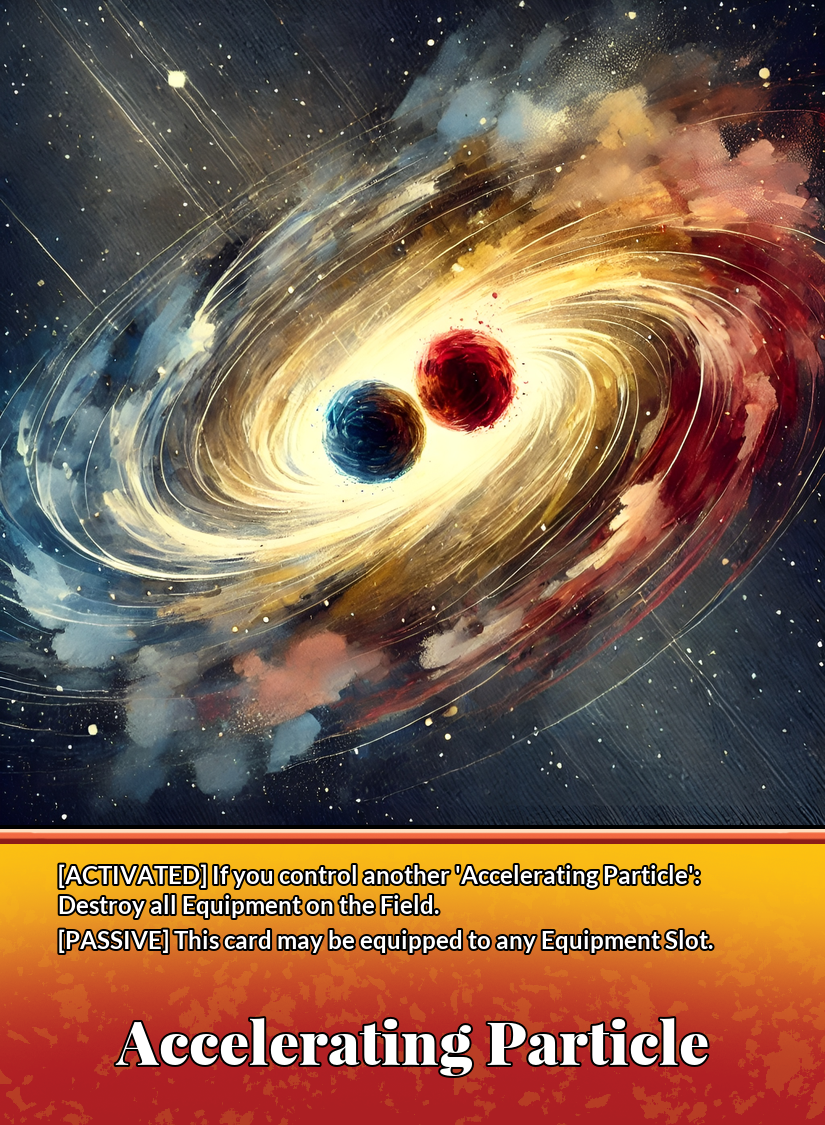 [ACTIVATED] If you control another 'Accelerating Particle':
Destroy all Equipment on the Field.
[PASSIVE] This card may be equipped to any Equipment Slot.
Accelerating Particle